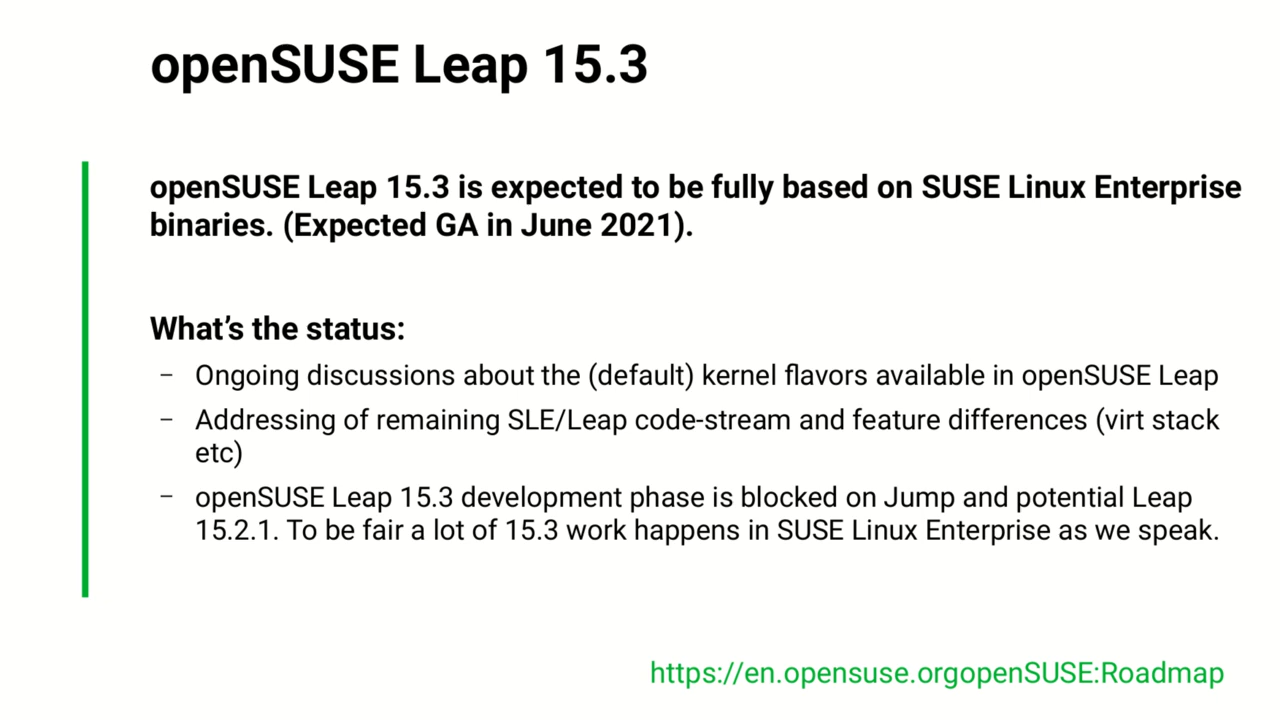 openSUSE Leap 15.3
openSUSE Leap 15.3 is expected to be fully based on SUSE Linux Enterprise
binaries. (Expected GA in June 2021).
What’s the status:
– Ongoing discussions about the (default) kernel flavors available in openSUSE Leap
– Addressing of remaining SLE/Leap code-stream and feature differences (virt stack
etc)
– openSUSE Leap 15.3 development phase is blocked on Jump and potential Leap
15.2.1. To be fair a lot of 15.3 work happens in SUSE Linux Enterprise as we speak.
https://en.opensuse.orgopenSUSE:Roadmap